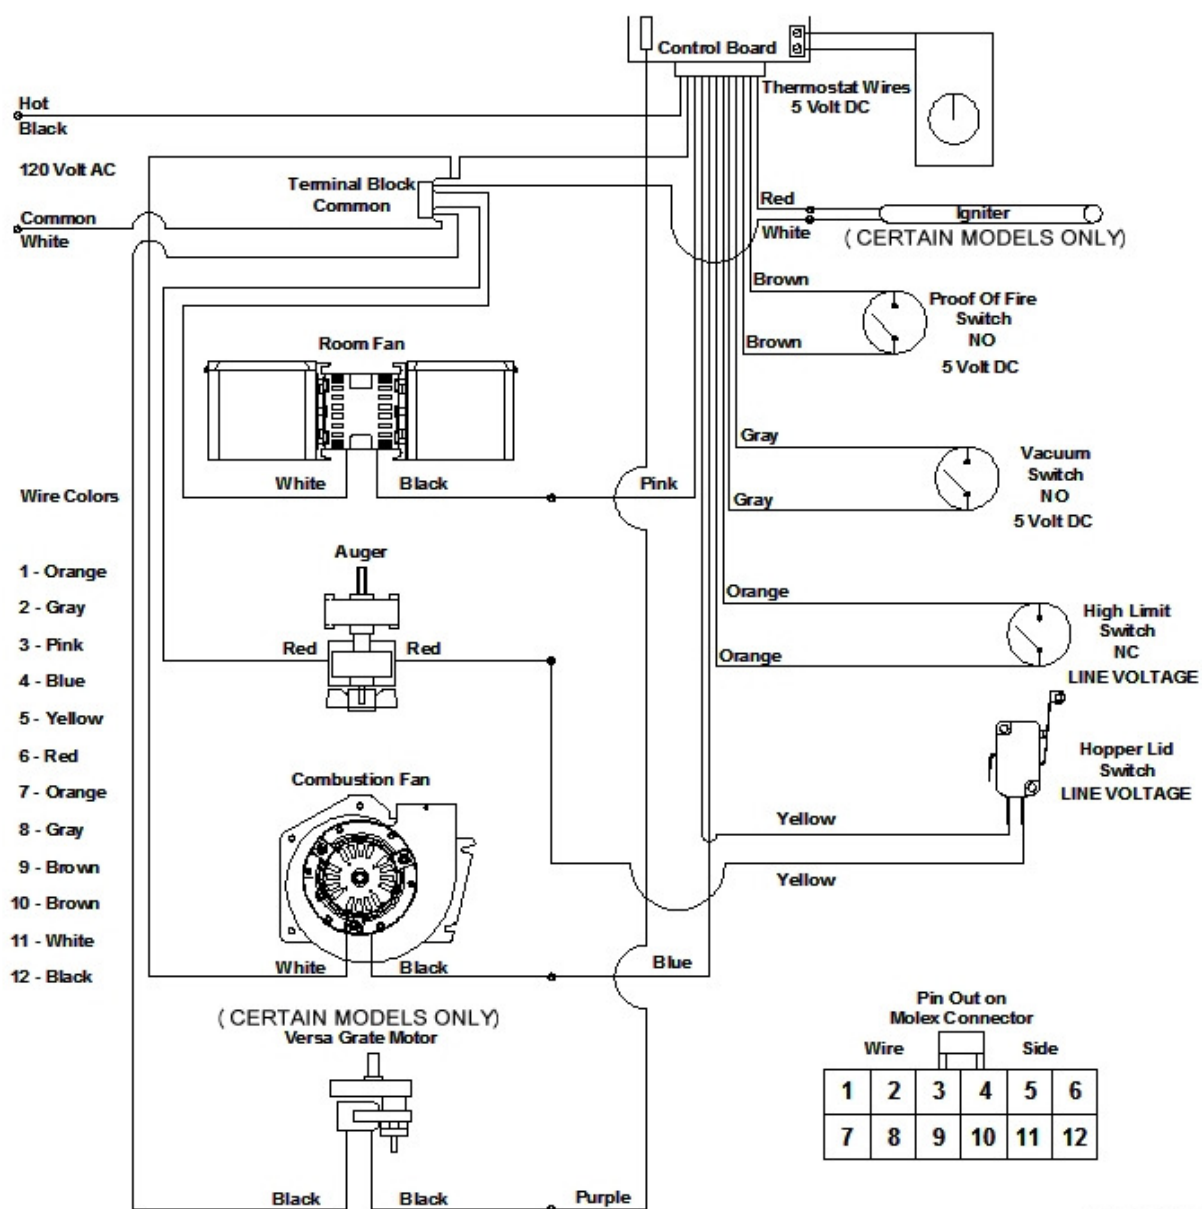 Control Board
Thermostat Wires
5 Volt DC
Hot
Black
120 Volt AC
Terminal Block
Common
Common
White
Red
White
Igniter
( CERTAIN MODELS ONLY)
Brown
Proof Of Fire
Switch
NO
5 Volt DC
Brown
Room Fan
Gray
Vacuum
Switch
NO
5 Volt DC
Gray
White
Black
Pink
Wire Colors
1 - Orange
2 - Gray
3 - Pink
4 - Blue
5 - Yellow
6 - Red
7 - Orange
8 - Gray
9 - Brown
10 - Brown
11 - White
12 - Black
Auger
Red
Red
Orange
High Limit
Switch
NC
LINE VOLTAGE
Orange
Hopper Lid
Switch
LINE VOLTAGE
Yellow
Yellow
Combustion Fan
White
Black
Blue
( CERTAIN MODELS ONLY)
Versa Grate Motor
Black
Black
Purple
Pin Out on
Molex Connector
Wire Side
1 2 3 4 5 6
7 8 9 10 11 12